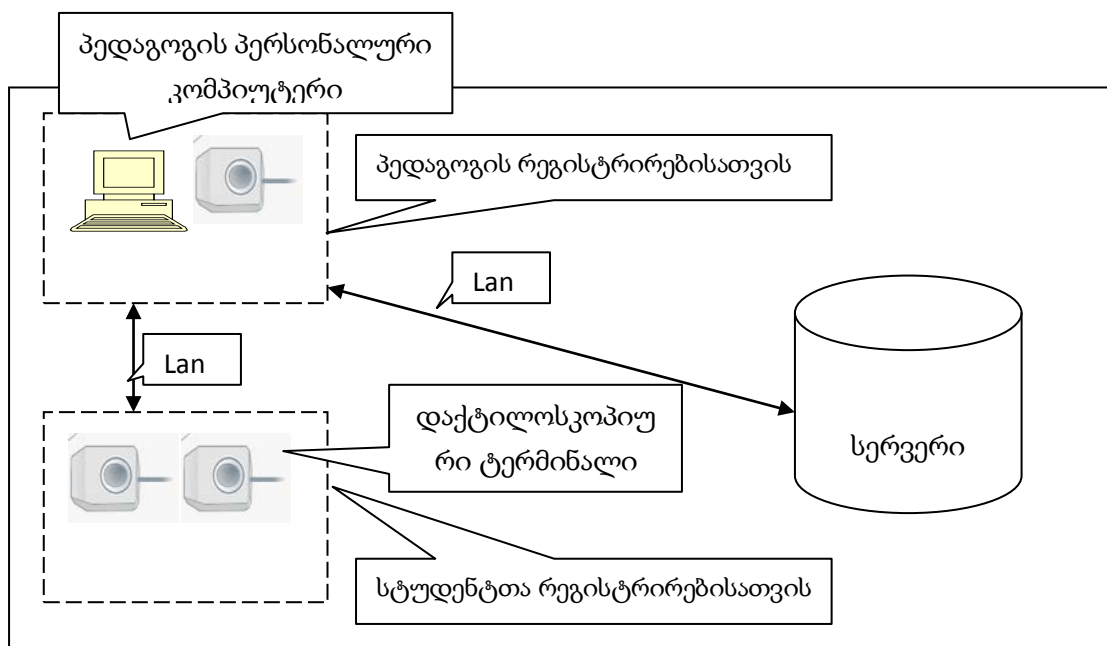 პედაგოგის პერსონალური
კომპიუტერი
პედაგოგის რეგისტრირებისათვის
Lan
Lan
დაქტილოსკოპიუ
რი ტერმინალი
სერვერი
სტუდენტთა რეგისტრირებისათვის